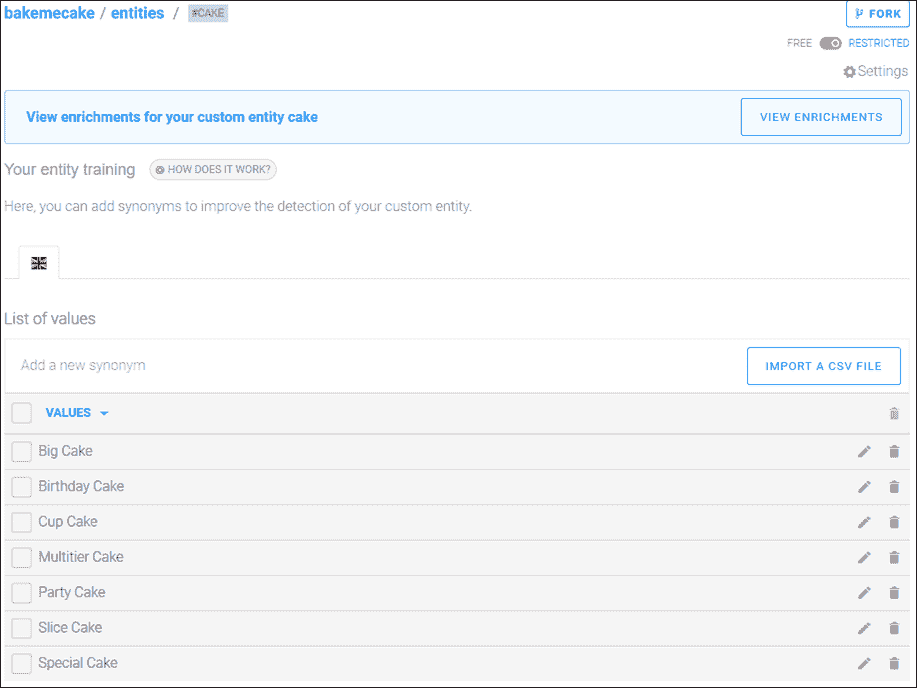 bakemecake / entities / #CAKE
FORK
FREE RESTRICTED
Settings
View enrichments for your custom entity cake
VIEW ENRICHMENTS
Your entity training
HOW DOES IT WORK?
Here, you can add synonyms to improve the detection of your custom entity.
List of values
Add a new synonym
IMPORT A CSV FILE
VALUES
Big Cake
Birthday Cake
Cup Cake
Multitier Cake
Party Cake
Slice Cake
Special Cake